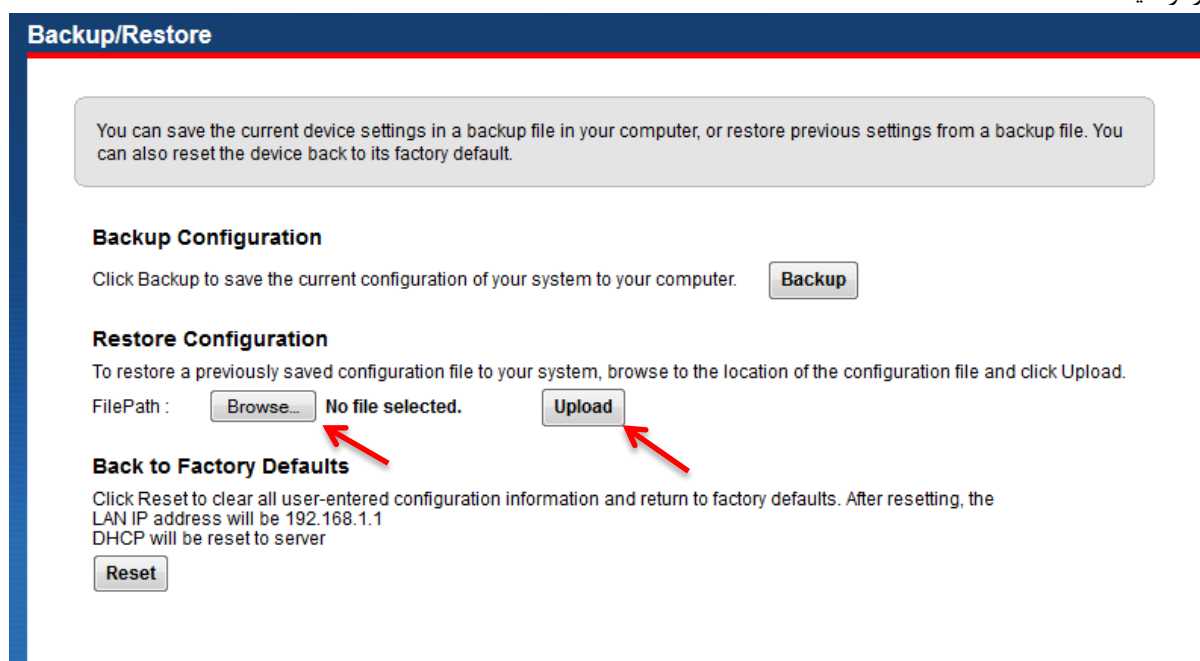 Backup/Restore
You can save the current device settings in a backup file in your computer, or restore previous settings from a backup file. You
can also reset the device back to its factory default.
Backup Configuration
Click Backup to save the current configuration of your system to your computer. Backup
Restore Configuration
To restore a previously saved configuration file to your system, browse to the location of the configuration file and click Upload.
FilePath : Browse... No file selected. Upload
Back to Factory Defaults
Click Reset to clear all user-entered configuration information and return to factory defaults. After resetting, the
LAN IP address will be 192.168.1.1
DHCP will be reset to server
Reset